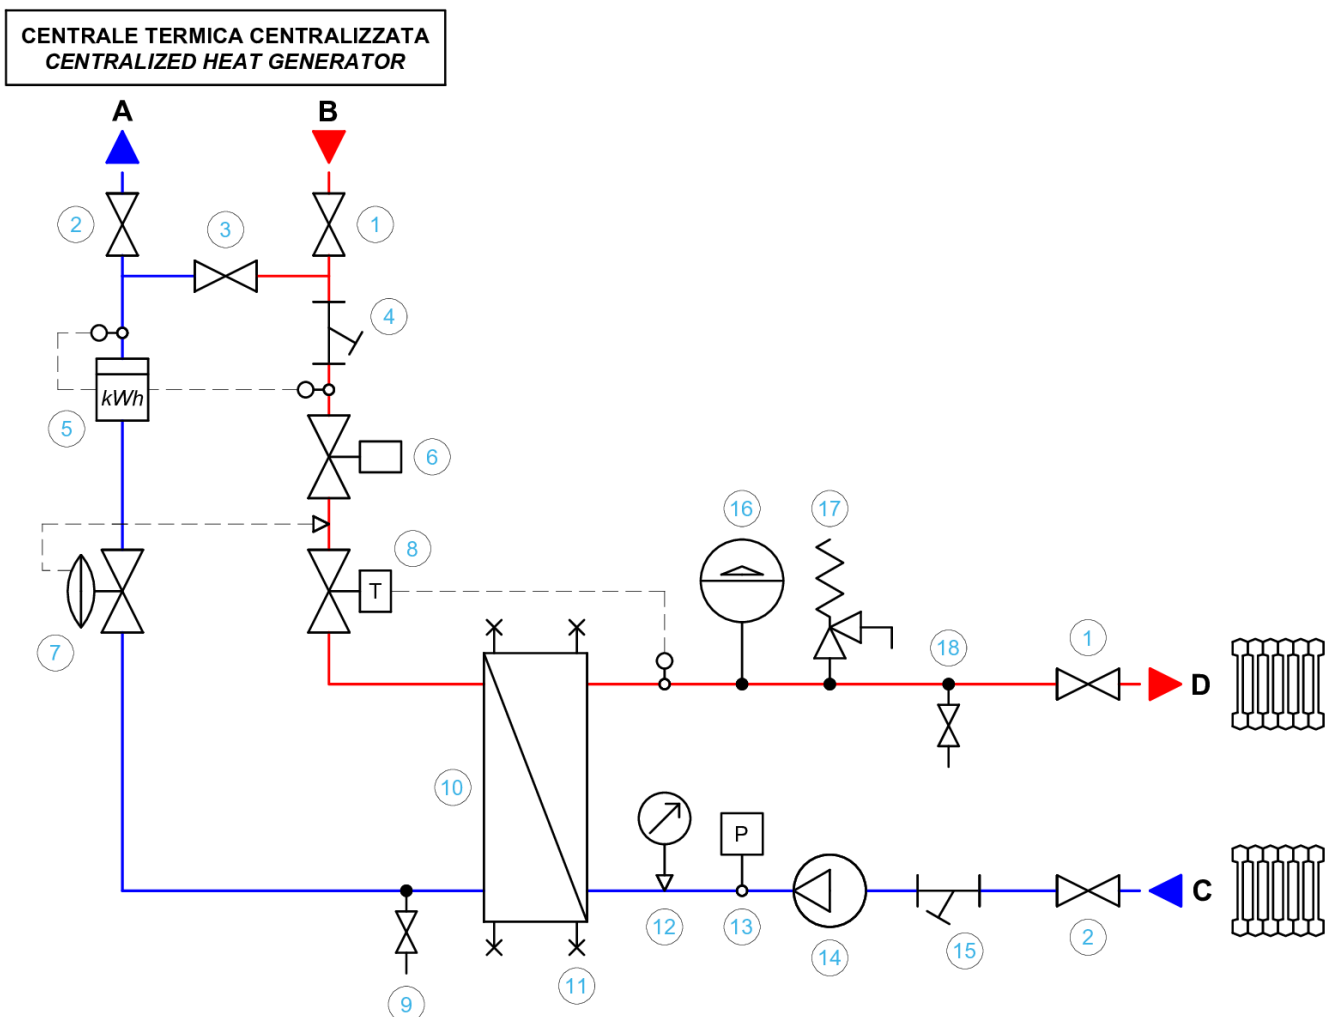 CENTRALE TERMICA CENTRALIZZATA
CENTRALIZED HEAT GENERATOR
A B
2 3 1
4
kWh
5
6
7
8
T
16 17
18
1
D
10
P
C
12 13
14
15
2
11
9